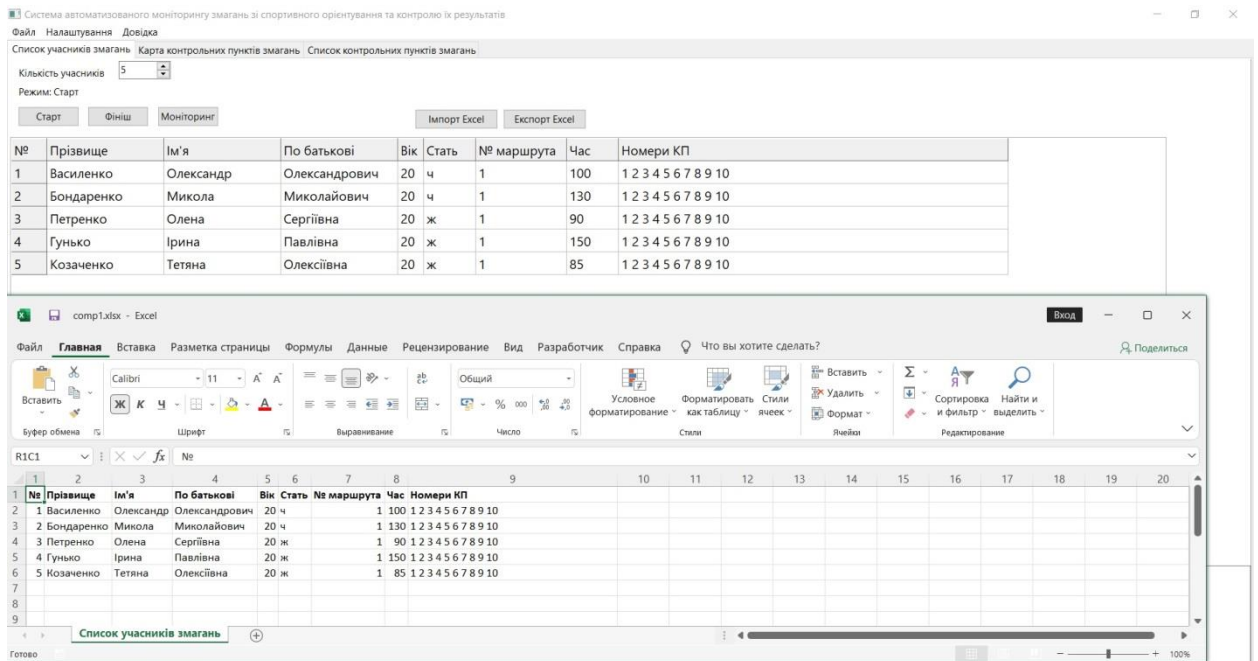 Система автоматизованого моніторингу змагань зі спортивного орієнтування та контролю їх результатів
Файл Налаштування Довідка
Список учасників змагань Карта контрольних пунктів змагань Список контрольних пунктів змагань
Кількість учасників 5
Режим: Старт
Старт Фініш Моніторинг Імпорт Excel Експорт Excel
№ Прізвище Ім'я По батькові Вік Стать № маршрута Час Номери КП
1 Василенко Олександр Олександрович 20 ч 1 100 1 2 3 4 5 6 7 8 9 10
2 Бондаренко Микола Миколайович 20 ч 1 130 1 2 3 4 5 6 7 8 9 10
3 Петренко Олена Сергіївна 20 ж 1 90 1 2 3 4 5 6 7 8 9 10
4 Гунько Ірина Павлівна 20 ж 1 150 1 2 3 4 5 6 7 8 9 10
5 Козаченко Тетяна Олексіївна 20 ж 1 85 1 2 3 4 5 6 7 8 9 10
comp1.xlsx - Excel Вход
Файл Главная Вставка Разметка страницы Формулы Данные Рецензирование Вид Разработчик Справка Что вы хотите сделать? Поделиться
Вставить Calibri 11 Общий Условное форматирование Форматировать как таблицу Стили ячеек Вставить Удалить Формат Сортировка и фильтр Найти и выделить
Ж К Ч % 000
Буфер обмена Шрифт Выравнивание Число Стили Ячейки Редактирование
R1C1 fx №
1 2 3 4 5 6 7 8 9 10 11 12 13 14 15 16 17 18 19 20
1 № Прізвище Ім'я По батькові Вік Стать № маршрута Час Номери КП
2 1 Василенко Олександр Олександрович 20 ч 1 100 1 2 3 4 5 6 7 8 9 10
3 2 Бондаренко Микола Миколайович 20 ч 1 130 1 2 3 4 5 6 7 8 9 10
4 3 Петренко Олена Сергіївна 20 ж 1 90 1 2 3 4 5 6 7 8 9 10
5 4 Гунько Ірина Павлівна 20 ж 1 150 1 2 3 4 5 6 7 8 9 10
6 5 Козаченко Тетяна Олексіївна 20 ж 1 85 1 2 3 4 5 6 7 8 9 10
7
8
9
Список учасників змагань
Готово 100%